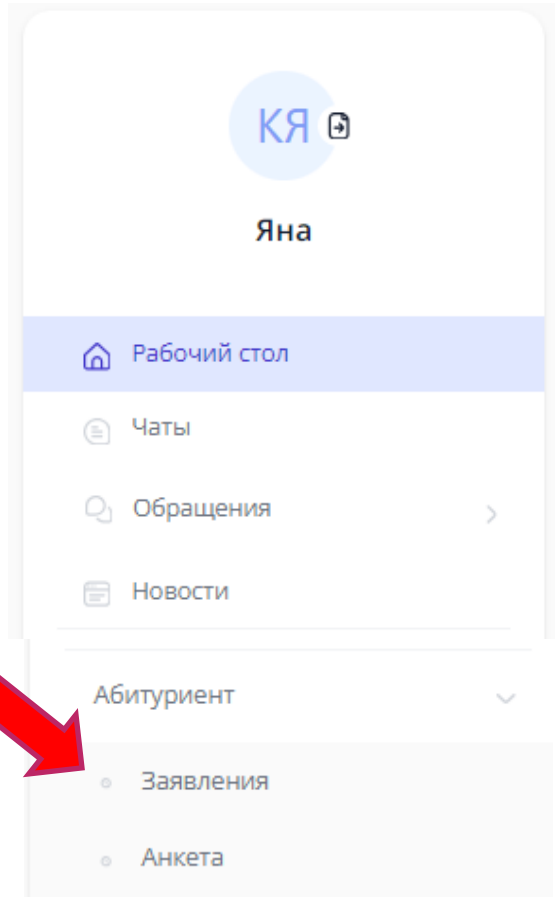 КЯ
Яна
Рабочий стол
Чаты
Обращения
Новости
Абитуриент
Заявления
Анкета